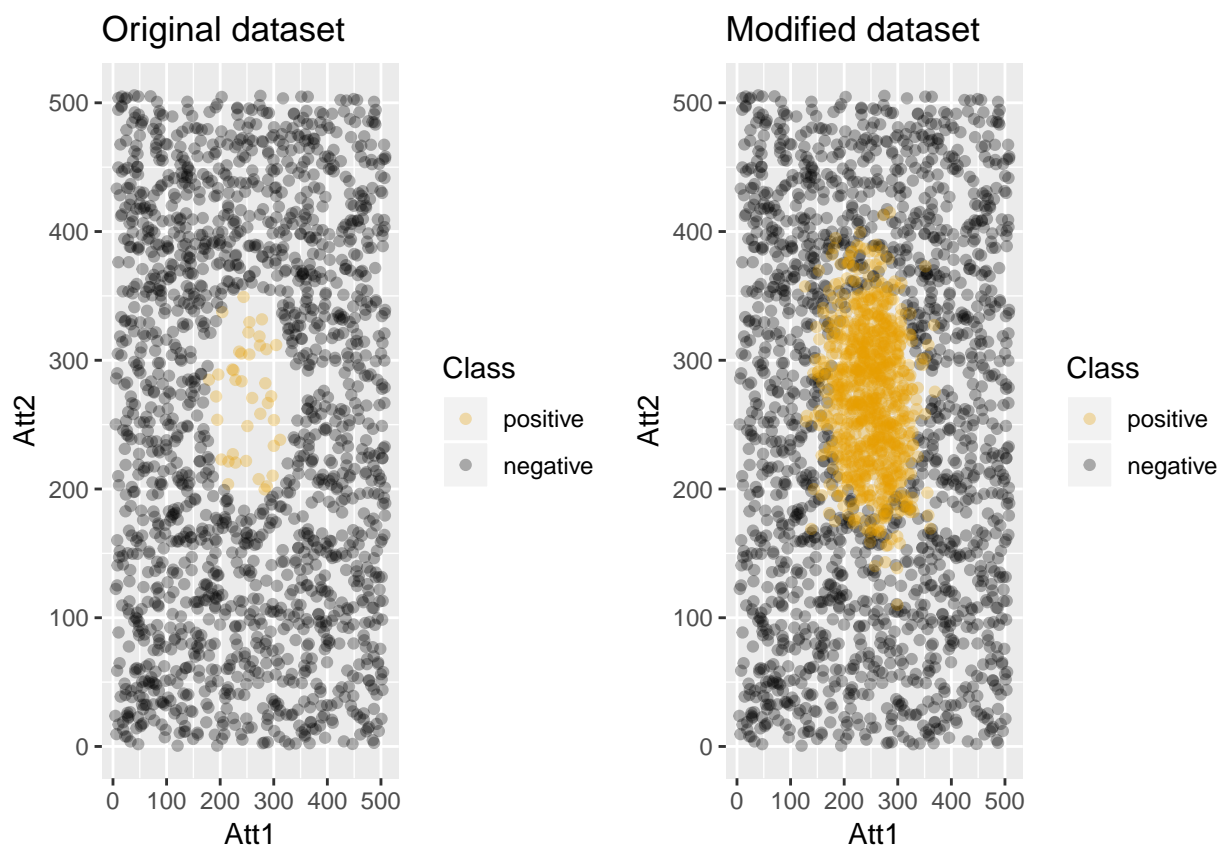 Original dataset
500
400
300
200
100
0
Att2
0 100 200 300 400 500
Att1
Class
positive
negative
Modified dataset
500
400
300
200
100
0
Att2
0 100 200 300 400 500
Att1
Class
positive
negative